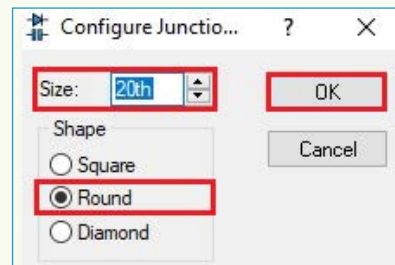 Configure Junctio... ? X
Size: 20th OK
Shape
Cancel
Square
Round
Diamond